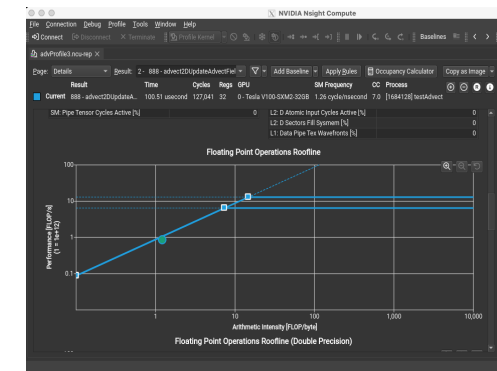 NVIDIA Nsight Compute
File Connection Debug Profile Tools Window Help
Connect Disconnect Terminate Profile Kernel Baselines
advProfile3.ncu-rep
Page: Details Result: 2 - 888 - advect2DUpdateAdvectFiel Add Baseline Apply Rules Occupancy Calculator Copy as Image
Result Time Cycles Regs GPU SM Frequency CC Process
Current 888 - advect2DUpdateA... 100.51 usecond 127,041 32 0 - Tesla V100-SXM2-32GB 1.26 cycle/nsecond 7.0 [1684128] testAdvect
SM: Pipe Tensor Cycles Active [%] 0 L2: D Atomic Input Cycles Active [%] 0
L2: D Sectors Fill Sysmem [%] 0
L1: Data Pipe Tex Wavefronts [%] 0
Floating Point Operations Roofline
100
10
1
0.1
Performance [FLOP/s]
(1 = 1e+12)
1 10 100 1,000 10,000
Arithmetic Intensity [FLOP/byte]
Floating Point Operations Roofline (Double Precision)